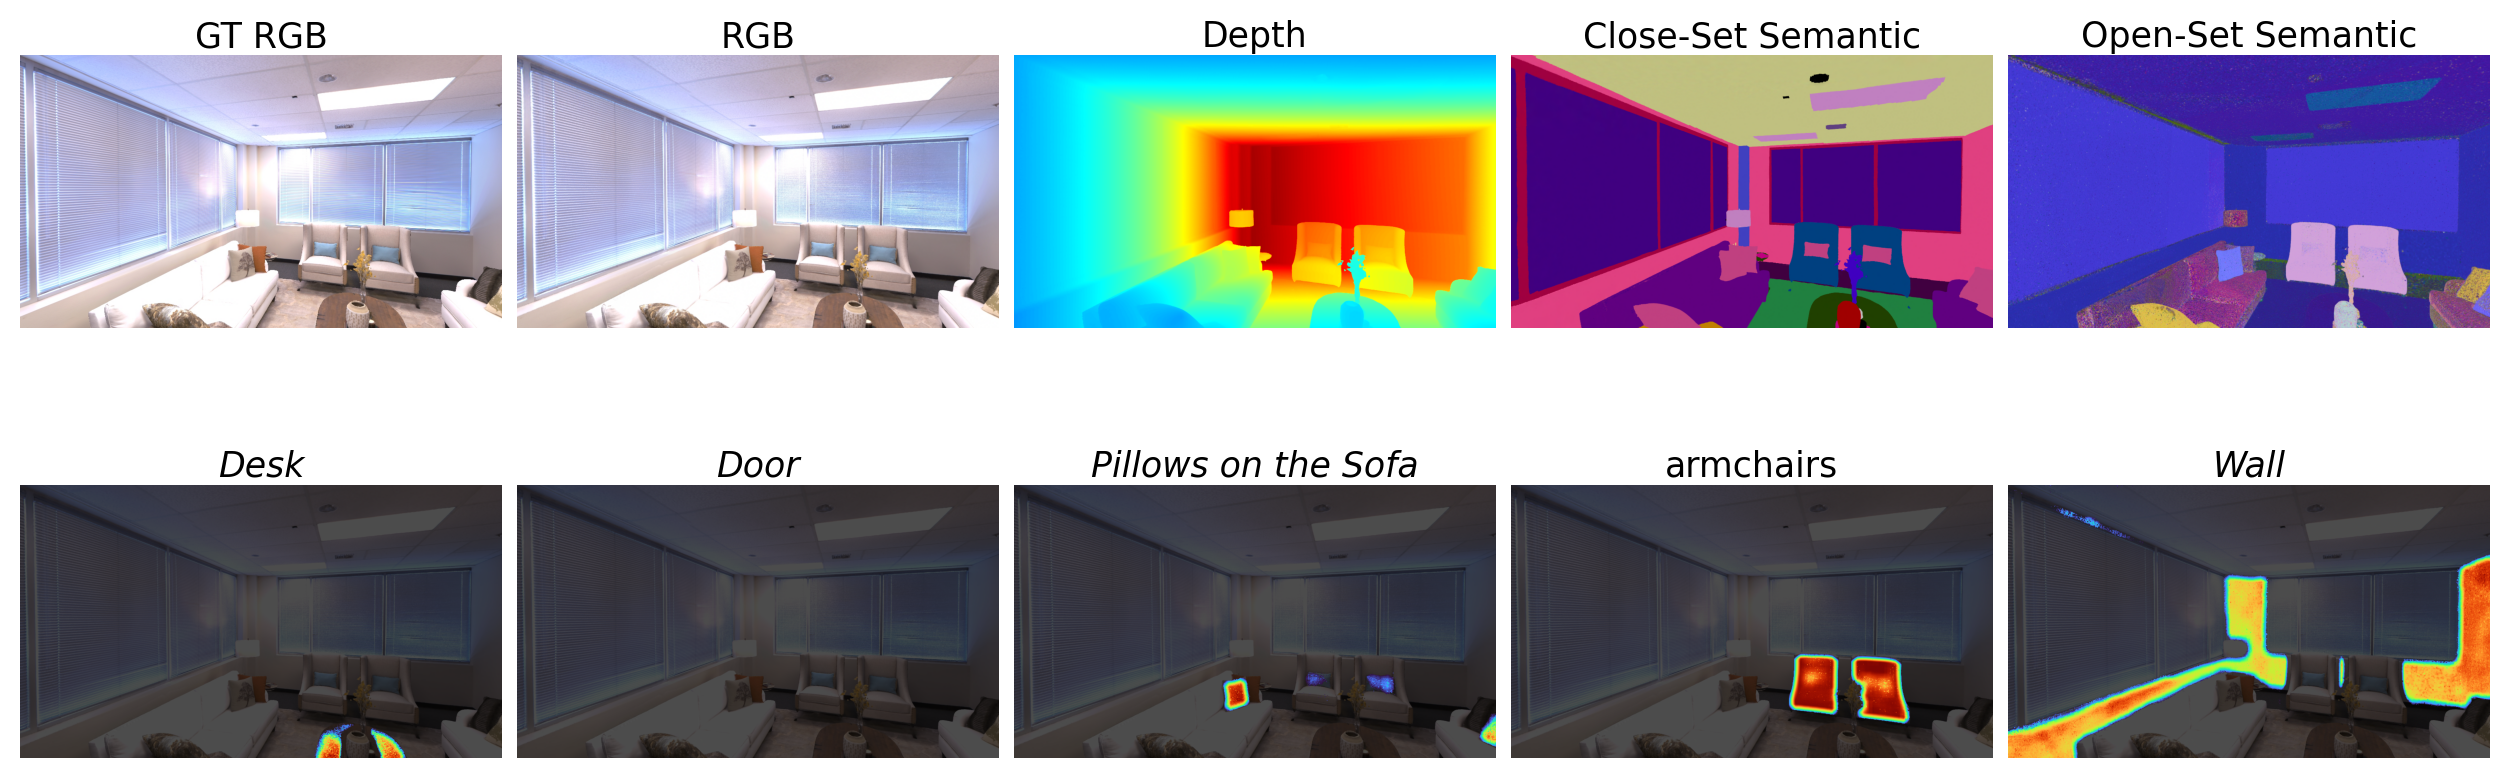 GT RGB
RGB
Depth
Close-Set Semantic
Open-Set Semantic
Desk
Door
Pillows on the Sofa
armchairs
Wall